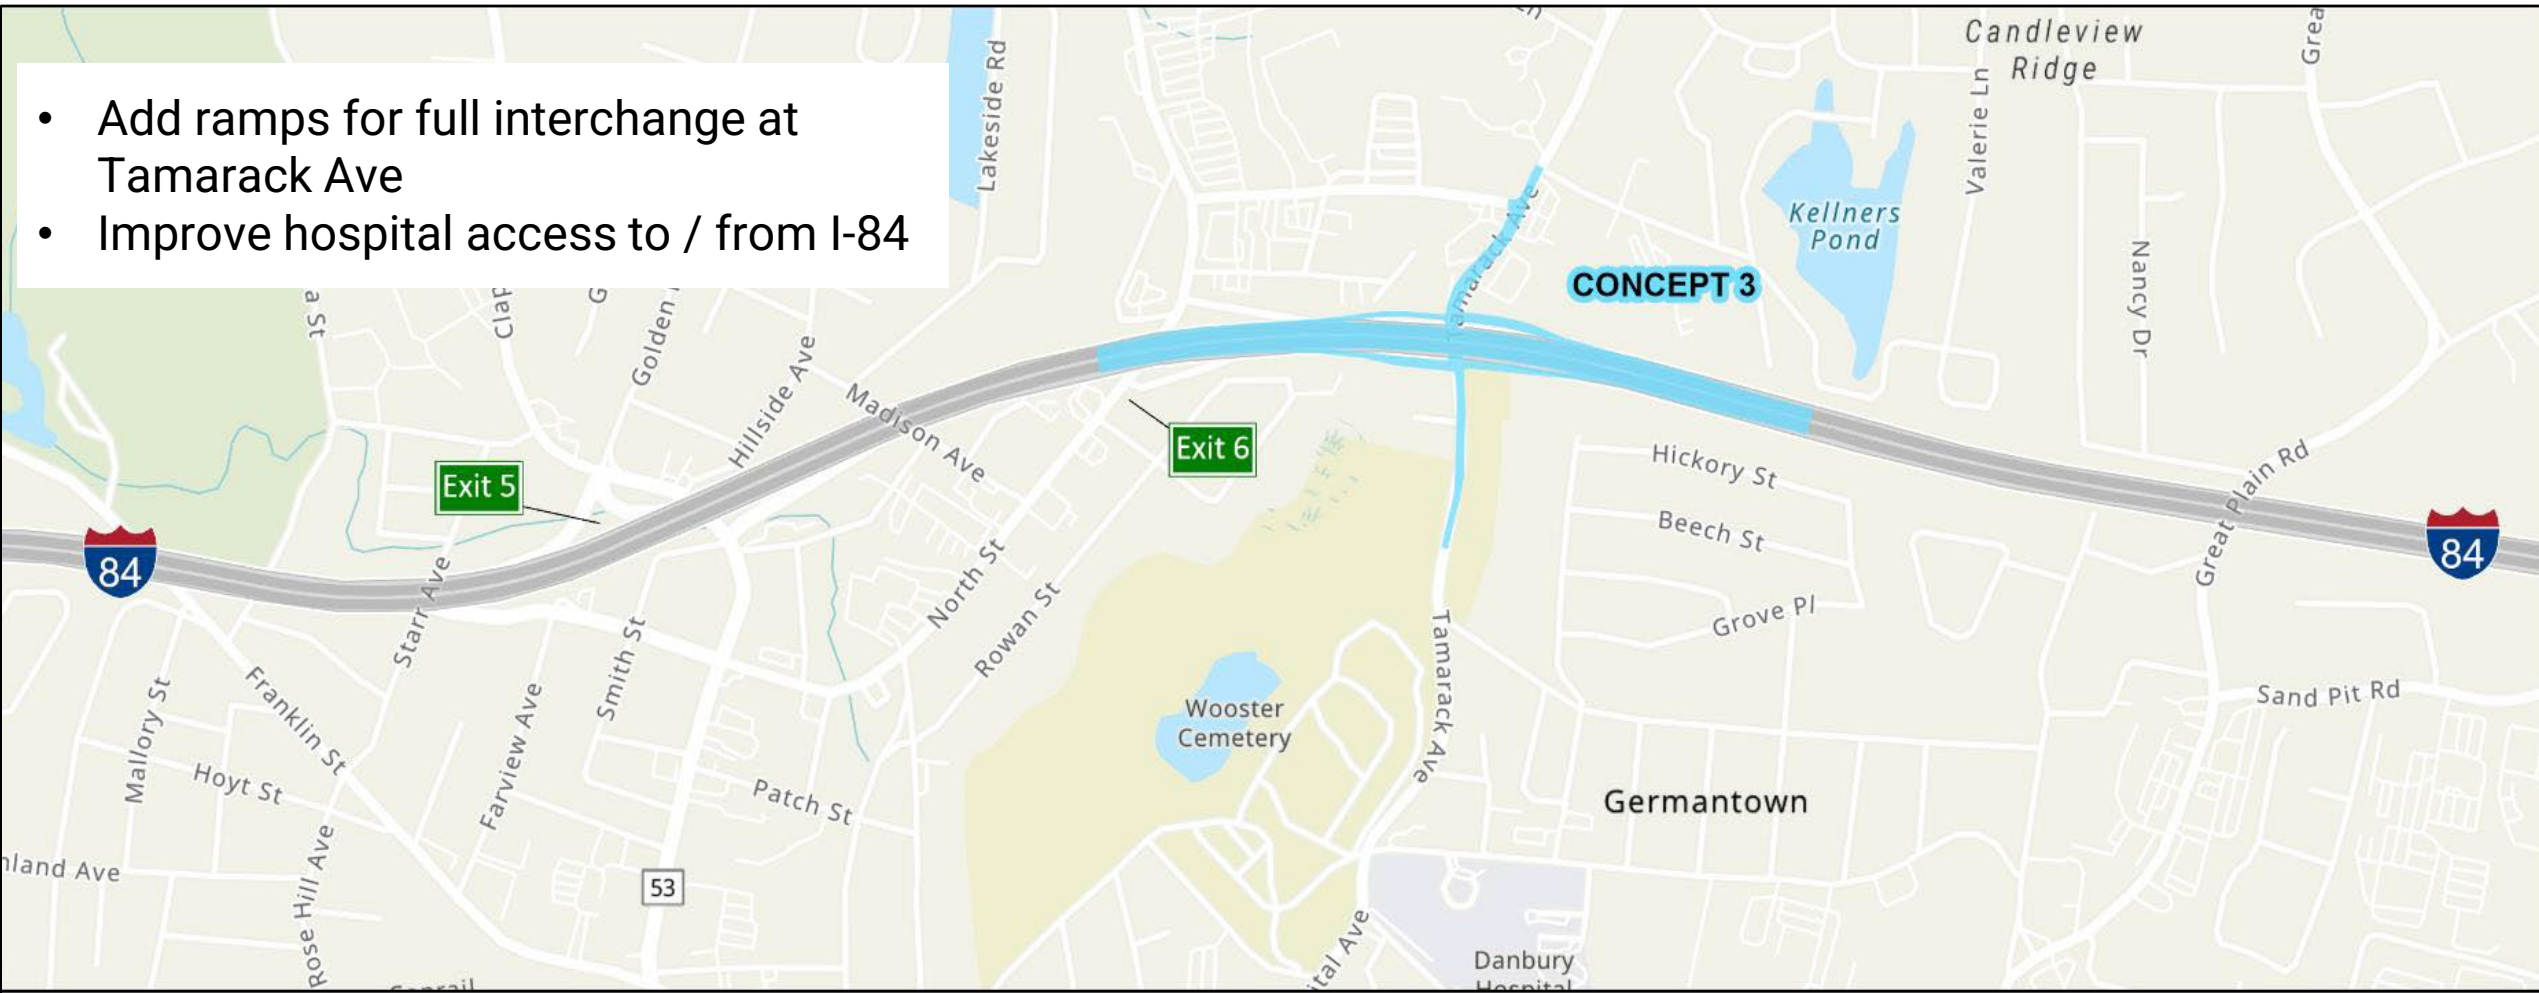 • Add ramps for full interchange at
Tamarack Ave
• Improve hospital access to / from I-84
Candleview
Ridge
Lakeside Rd
Valerie Ln
Kellners
Pond
Nancy Dr
CONCEPT 3
Tamarack Ave
Hillside Ave
Golden
Madison Ave
Exit 6
Exit 5
84
84
Hickory St
Beech St
Grove Pl
Great Plain Rd
Sand Pit Rd
Starr Ave
Smith St
North St
Rowan St
Tamarack Ave
Mallory St
Franklin St
Farview Ave
Hoyt St
Patch St
Wooster
Cemetery
Germantown
Rose Hill Ave
53
Danbury
Hospital